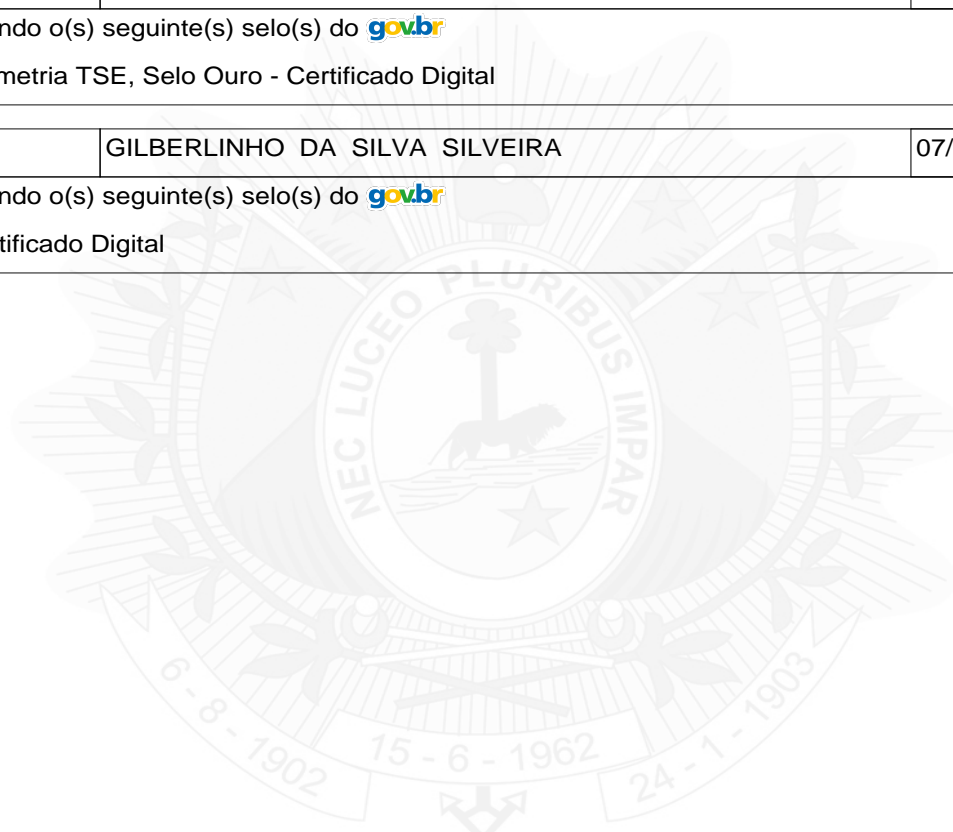 ndo o(s) seguinte(s) selo(s) do gov.br
metria TSE, Selo Ouro - Certificado Digital
GILBERLINHO DA SILVA SILVEIRA 07/
ndo o(s) seguinte(s) selo(s) do gov.br
tificado Digital
NEC LUCEO PLURIBUS IMPAR
6 - 8 - 1902 15 - 6 - 1962 24 - 1 - 1903